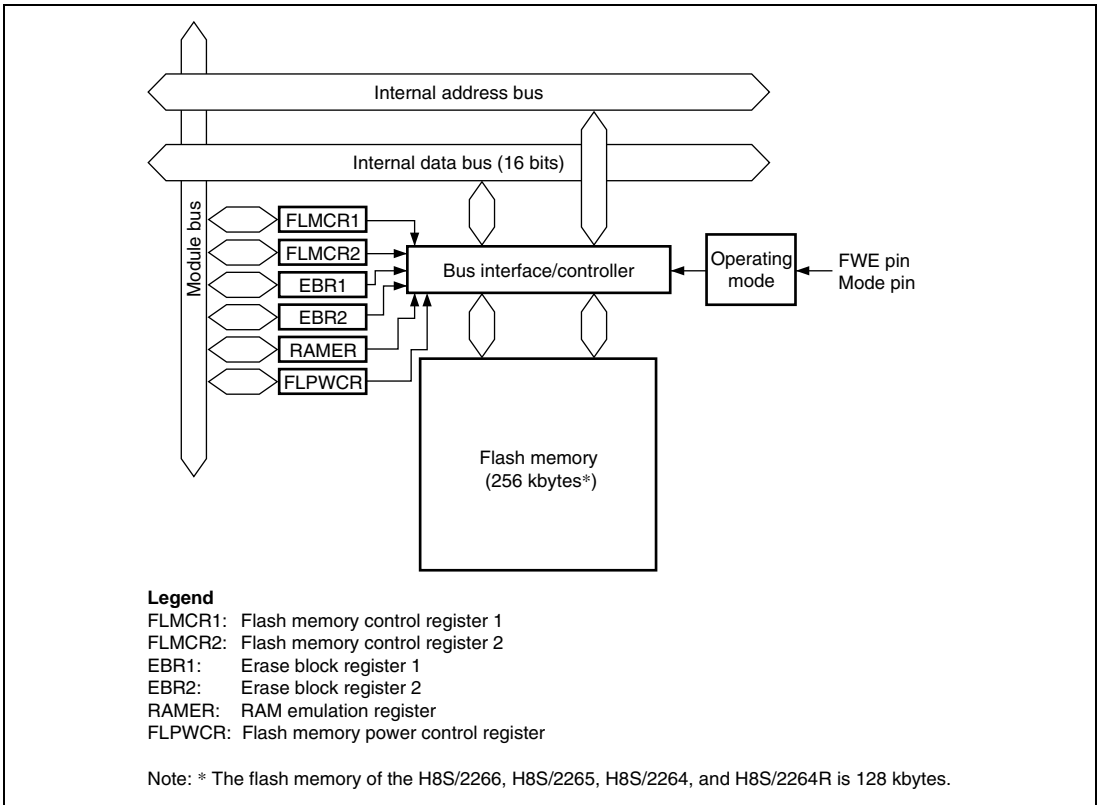 Internal address bus
Internal data bus (16 bits)
Module bus
FLMCR1
FLMCR2
EBR1
EBR2
RAMER
FLPWCR
Bus interface/controller
Operating
mode
FWE pin
Mode pin
Flash memory
(256 kbytes*)
Legend
FLMCR1: Flash memory control register 1
FLMCR2: Flash memory control register 2
EBR1: Erase block register 1
EBR2: Erase block register 2
RAMER: RAM emulation register
FLPWCR: Flash memory power control register
Note: * The flash memory of the H8S/2266, H8S/2265, H8S/2264, and H8S/2264R is 128 kbytes.